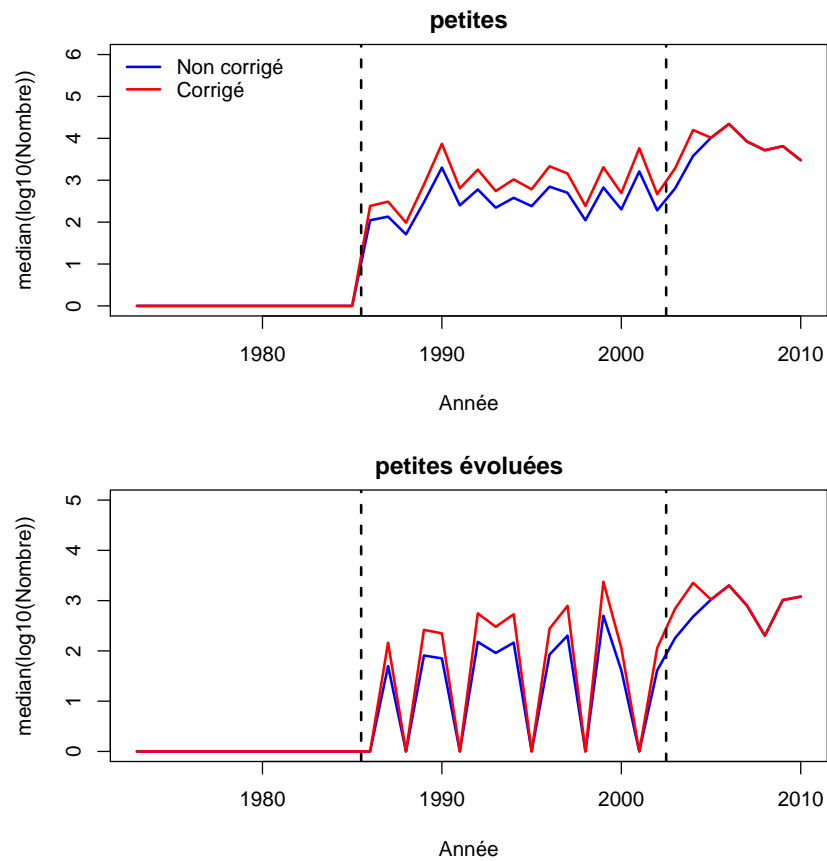 petites
median(log10(Nombre))
6
5
4
3
2
1
0
Non corrigé
Corrigé
1980 1990 2000 2010
Année
petites évoluées
median(log10(Nombre))
5
4
3
2
1
0
1980 1990 2000 2010
Année